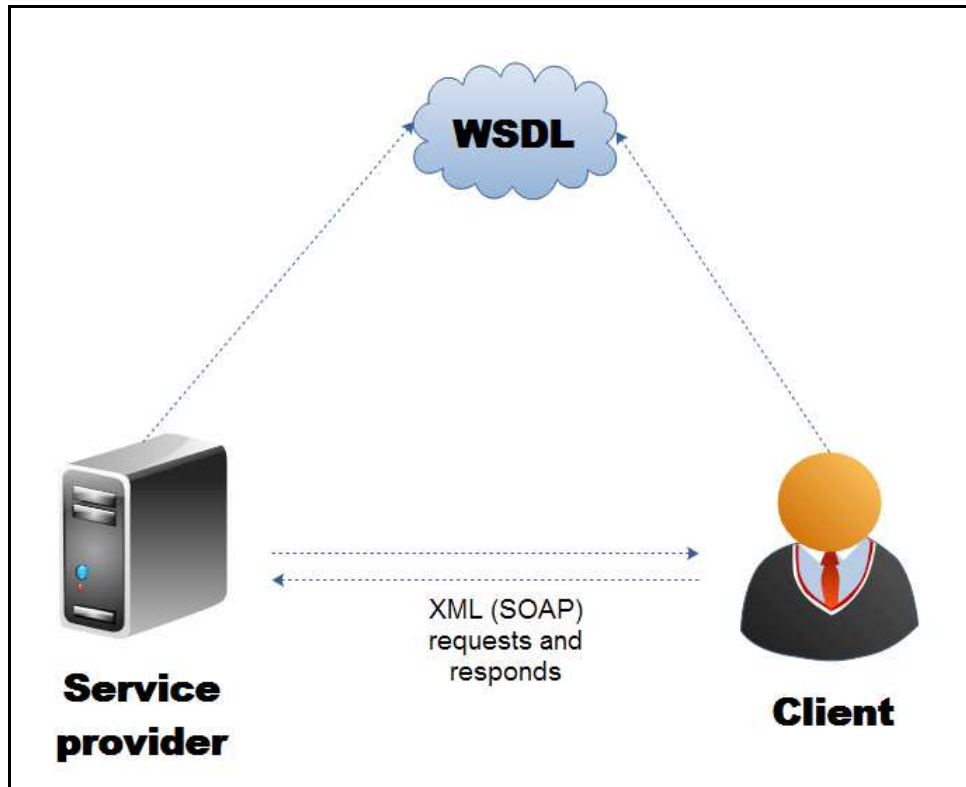 WSDL
XML (SOAP)
requests and
responds
Service
provider
Client